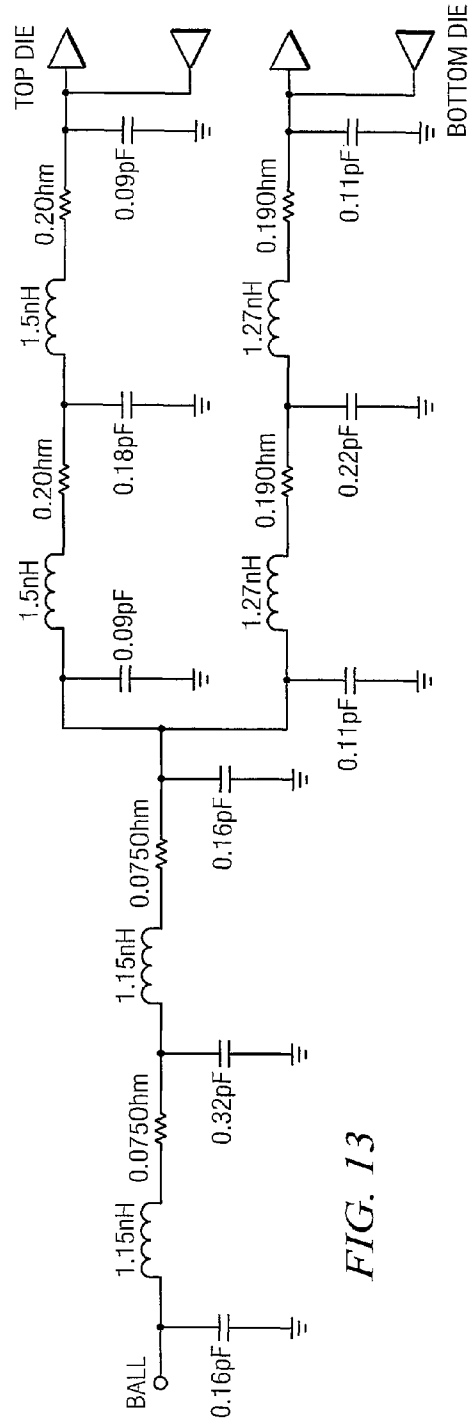 BALL
0.16pF
1.15nH
0.075Ohm
0.32pF
1.15nH
0.075Ohm
0.16pF
0.09pF
1.5nH
0.2Ohm
0.18pF
1.5nH
0.2Ohm
0.09pF
TOP DIE
0.11pF
1.27nH
0.19Ohm
0.22pF
1.27nH
0.19Ohm
0.11pF
BOTTOM DIE
FIG. 13